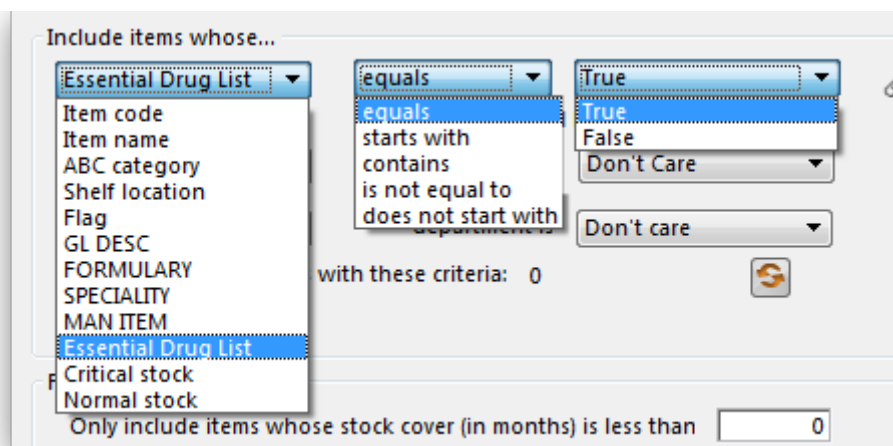 Include items whose...
Essential Drug List equals True
Item code
Item name
ABC category
Shelf location
Flag
GL DESC
FORMULARY
SPECIALITY
MAN ITEM
Essential Drug List
Critical stock
Normal stock
equals
starts with
contains
is not equal to
does not start with
True
False
Don't Care
department is Don't care
with these criteria: 0
Only include items whose stock cover (in months) is less than 0